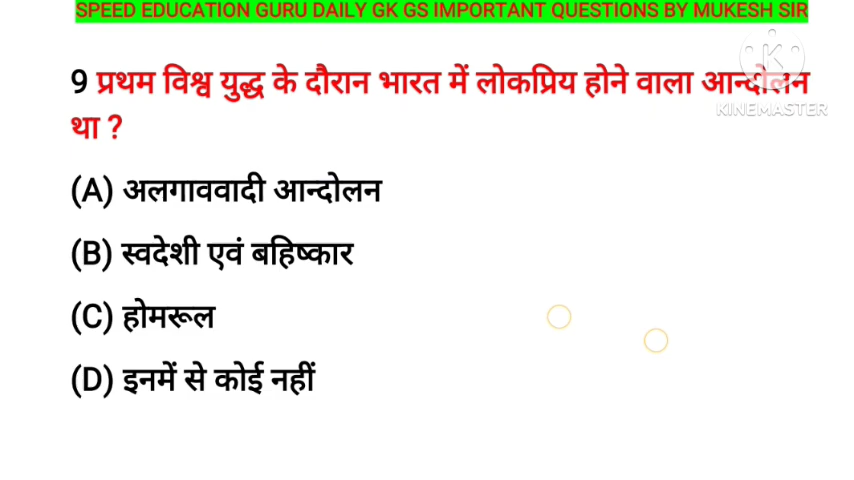 SPEED EDUCATION GURU DAILY GK GS IMPORTANT QUESTIONS BY MUKESH SIR
9 प्रथम विश्व युद्ध के दौरान भारत में लोकप्रिय होने वाला आन्दोलन
था ?
KINEMASTER
(A) अलगाववादी आन्दोलन
(B) स्वदेशी एवं बहिष्कार
(C) होमरूल
(D) इनमें से कोई नहीं